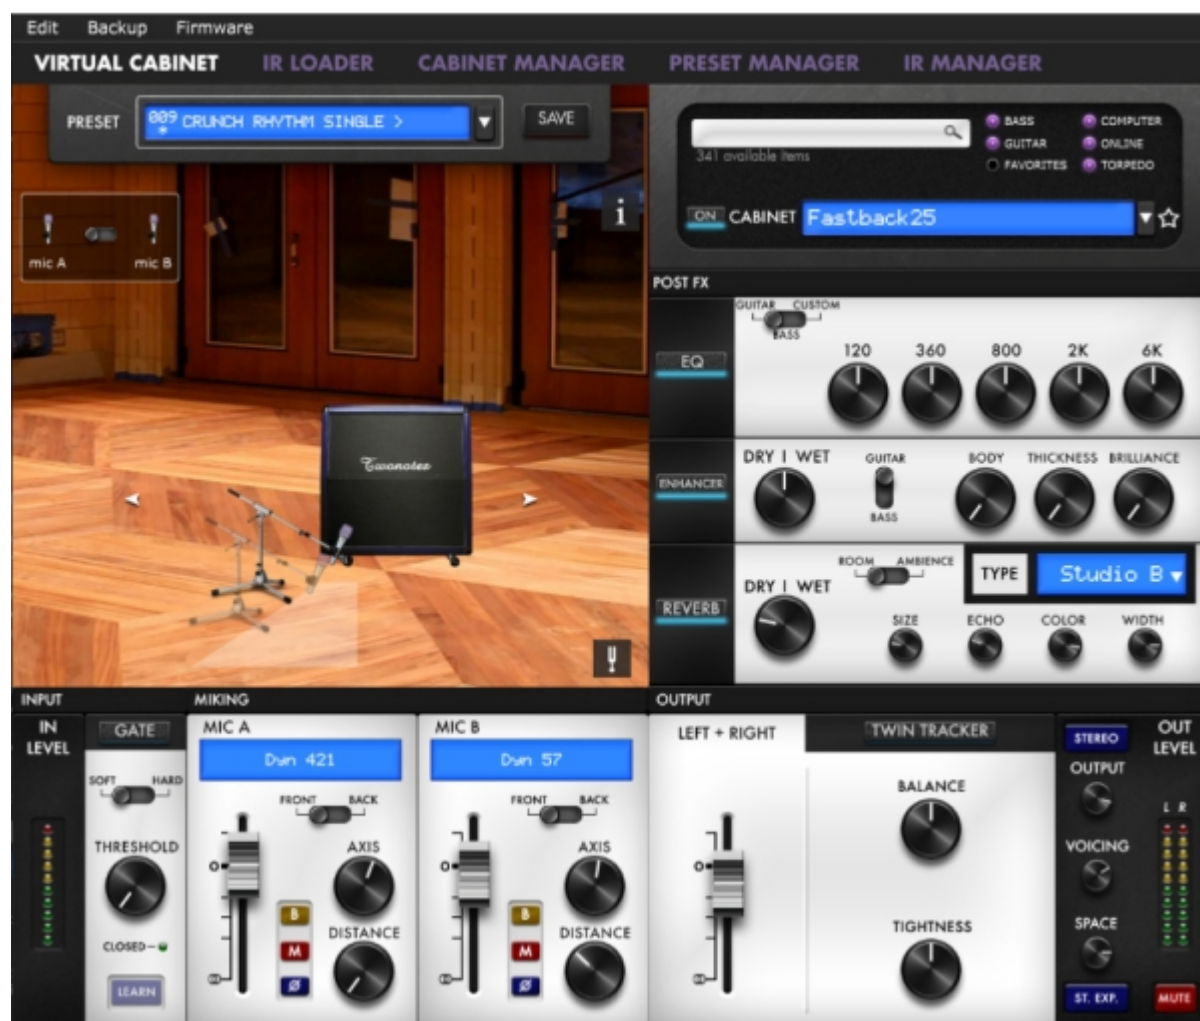 Edit Backup Firmware
VIRTUAL CABINET IR LOADER CABINET MANAGER PRESET MANAGER IR MANAGER
PRESET 009 CRUNCH RHYTHM SINGLE > SAVE
*
mic A mic B
i
341 available items
BASS COMPUTER
GUITAR ONLINE
FAVORITES TORPEDO
ON CABINET Fastback25
Twonotes
POST FX
GUITAR CUSTOM
BASS
EQ
120 360 800 2K 6K
ENHANCER
DRY | WET GUITAR BODY THICKNESS BRILLIANCE
BASS
REVERB
DRY | WET ROOM AMBIENCE TYPE Studio B
SIZE ECHO COLOR WIDTH
INPUT MIKING OUTPUT
IN LEVEL
GATE
SOFT HARD
THRESHOLD
CLOSED
LEARN
MIC A
Dyn 421
FRONT BACK
AXIS
0
B
M
Ø
DISTANCE
∞
MIC B
Dyn 57
FRONT BACK
AXIS
0
B
M
Ø
DISTANCE
∞
LEFT + RIGHT TWIN TRACKER
0
∞
BALANCE
TIGHTNESS
STEREO
OUTPUT
VOICING
SPACE
ST. EXP.
OUT LEVEL
L R
MUTE